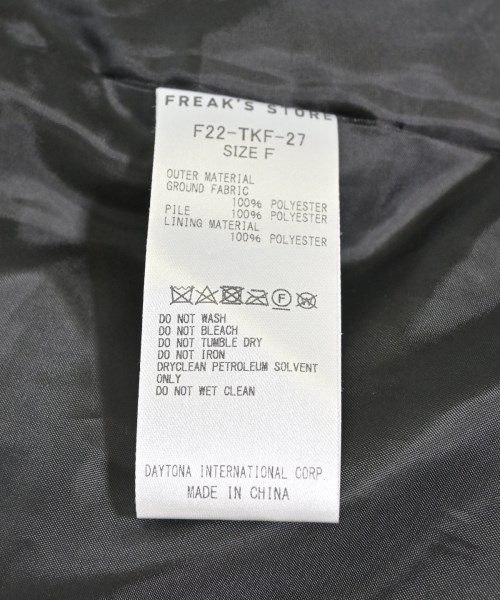 FREAK'S STORE
F22-TKF-27
SIZE F
OUTER MATERIAL
GROUND FABRIC
100% POLYESTER
PILE 100% POLYESTER
LINING MATERIAL
100% POLYESTER
DO NOT WASH
DO NOT BLEACH
DO NOT TUMBLE DRY
DO NOT IRON
DRYCLEAN PETROLEUM SOLVENT
ONLY
DO NOT WET CLEAN
DAYTONA INTERNATIONAL CORP.
MADE IN CHINA